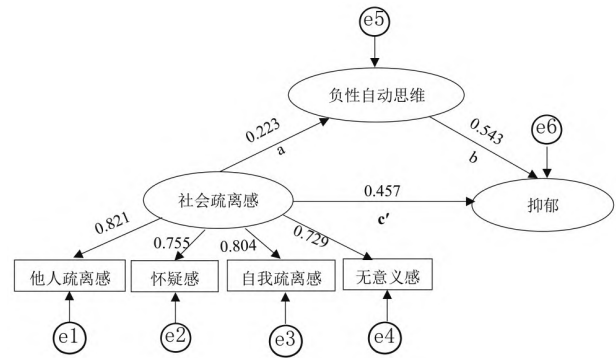 e5
负性自动思维
0.223
a
0.543
b
e6
社会疏离感
0.457
c′
抑郁
0.821
0.755
0.804
0.729
他人疏离感
怀疑感
自我疏离感
无意义感
e1
e2
e3
e4